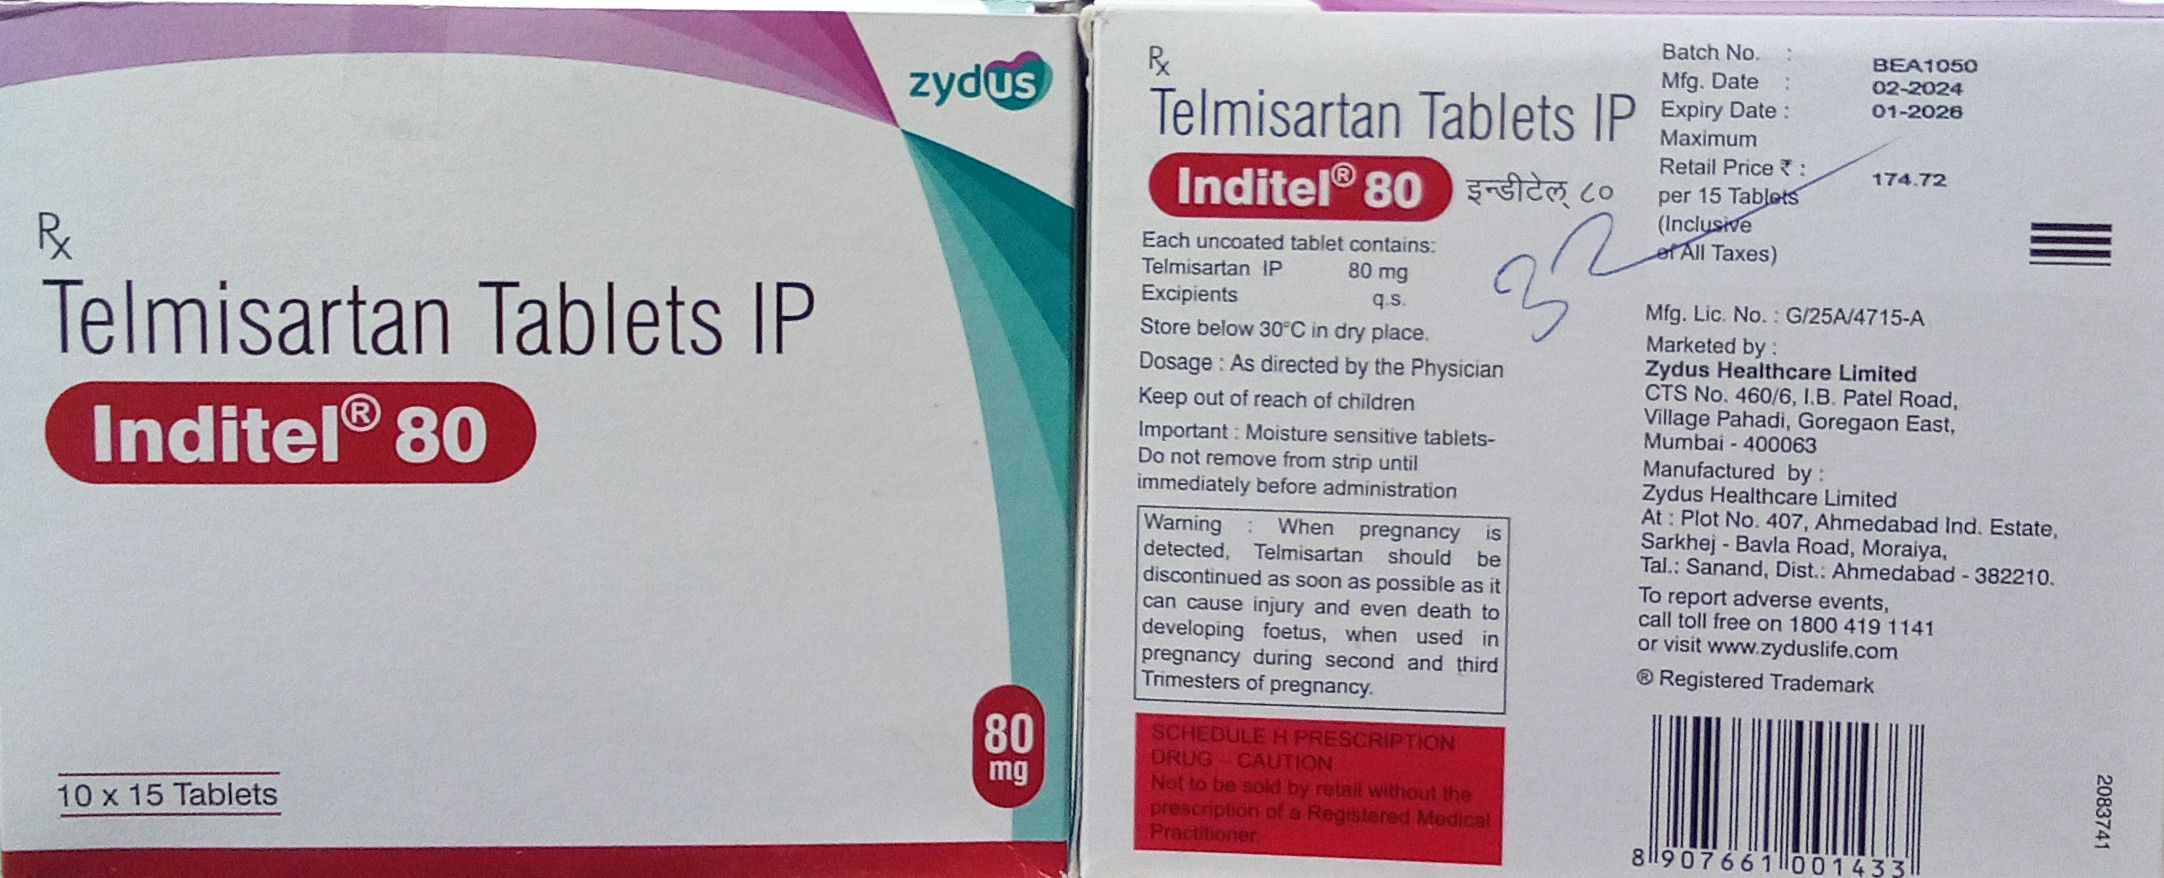 zydus
Rx
Telmisartan Tablets IP
Inditel® 80
80
mg
10 x 15 Tablets
Rx
Telmisartan Tablets IP
Inditel® 80 इन्डीटेल् ८०
Each uncoated tablet contains:
Telmisartan IP 80 mg
Excipients q.s.
Store below 30°C in dry place.
Dosage : As directed by the Physician
Keep out of reach of children
Important : Moisture sensitive tablets-
Do not remove from strip until
immediately before administration
Warning : When pregnancy is
detected, Telmisartan should be
discontinued as soon as possible as it
can cause injury and even death to
developing foetus, when used in
pregnancy during second and third
Trimesters of pregnancy.
SCHEDULE H PRESCRIPTION
DRUG - CAUTION
Not to be sold by retail without the
prescription of a Registered Medical
Practitioner.
Batch No. : BEA1050
Mfg. Date : 02-2024
Expiry Date : 01-2026
Maximum
Retail Price ₹ : 174.72
per 15 Tablets
(Inclusive
of All Taxes)
32
Mfg. Lic. No. : G/25A/4715-A
Marketed by :
Zydus Healthcare Limited
CTS No. 460/6, I.B. Patel Road,
Village Pahadi, Goregaon East,
Mumbai - 400063
Manufactured by :
Zydus Healthcare Limited
At : Plot No. 407, Ahmedabad Ind. Estate,
Sarkhej - Bavla Road, Moraiya,
Tal.: Sanand, Dist.: Ahmedabad - 382210.
To report adverse events,
call toll free on 1800 419 1141
or visit www.zyduslife.com
® Registered Trademark
8 907661 001433
2083741